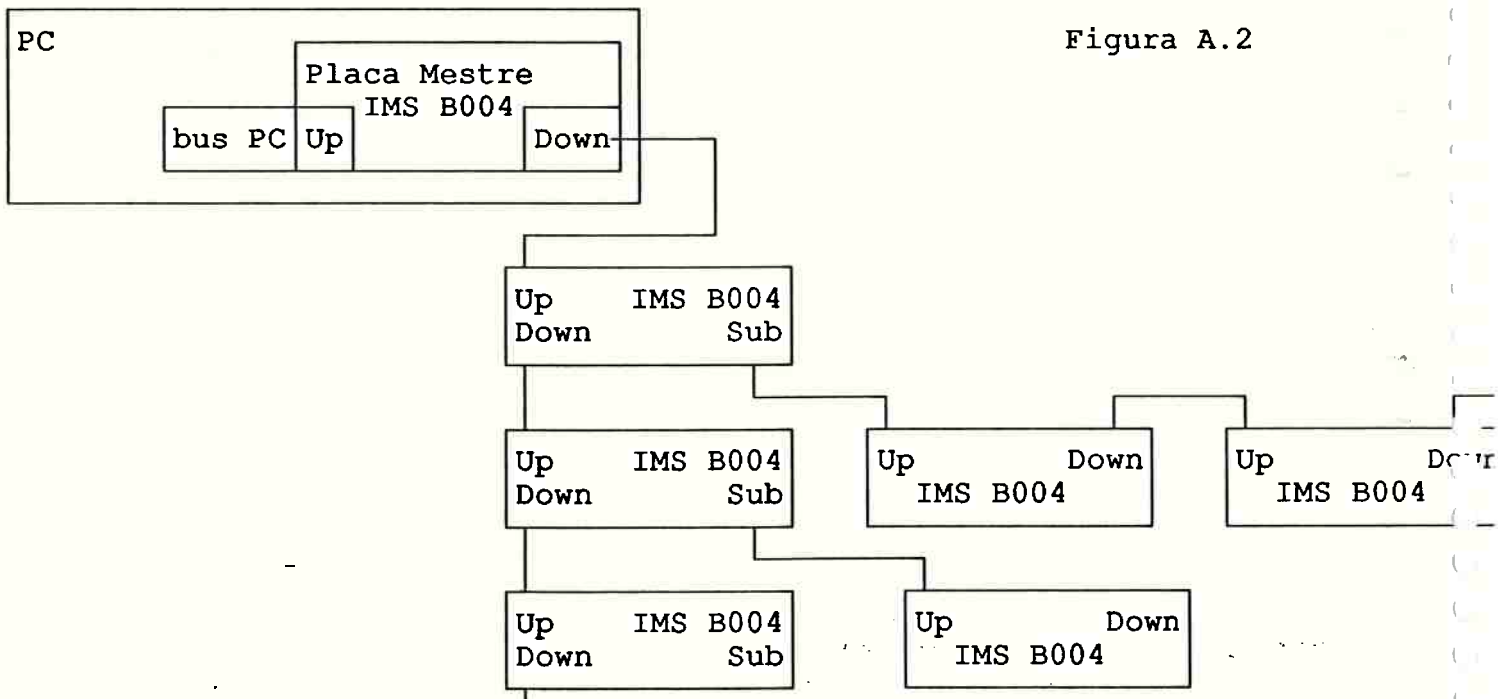 PC
Figura A.2
Placa Mestre
IMS B004
bus PC Up Down
Up IMS B004
Down Sub
Up IMS B004
Down Sub
Up Down
IMS B004
Up
IMS B004
Up IMS B004
Down Sub
Up Down
IMS B004